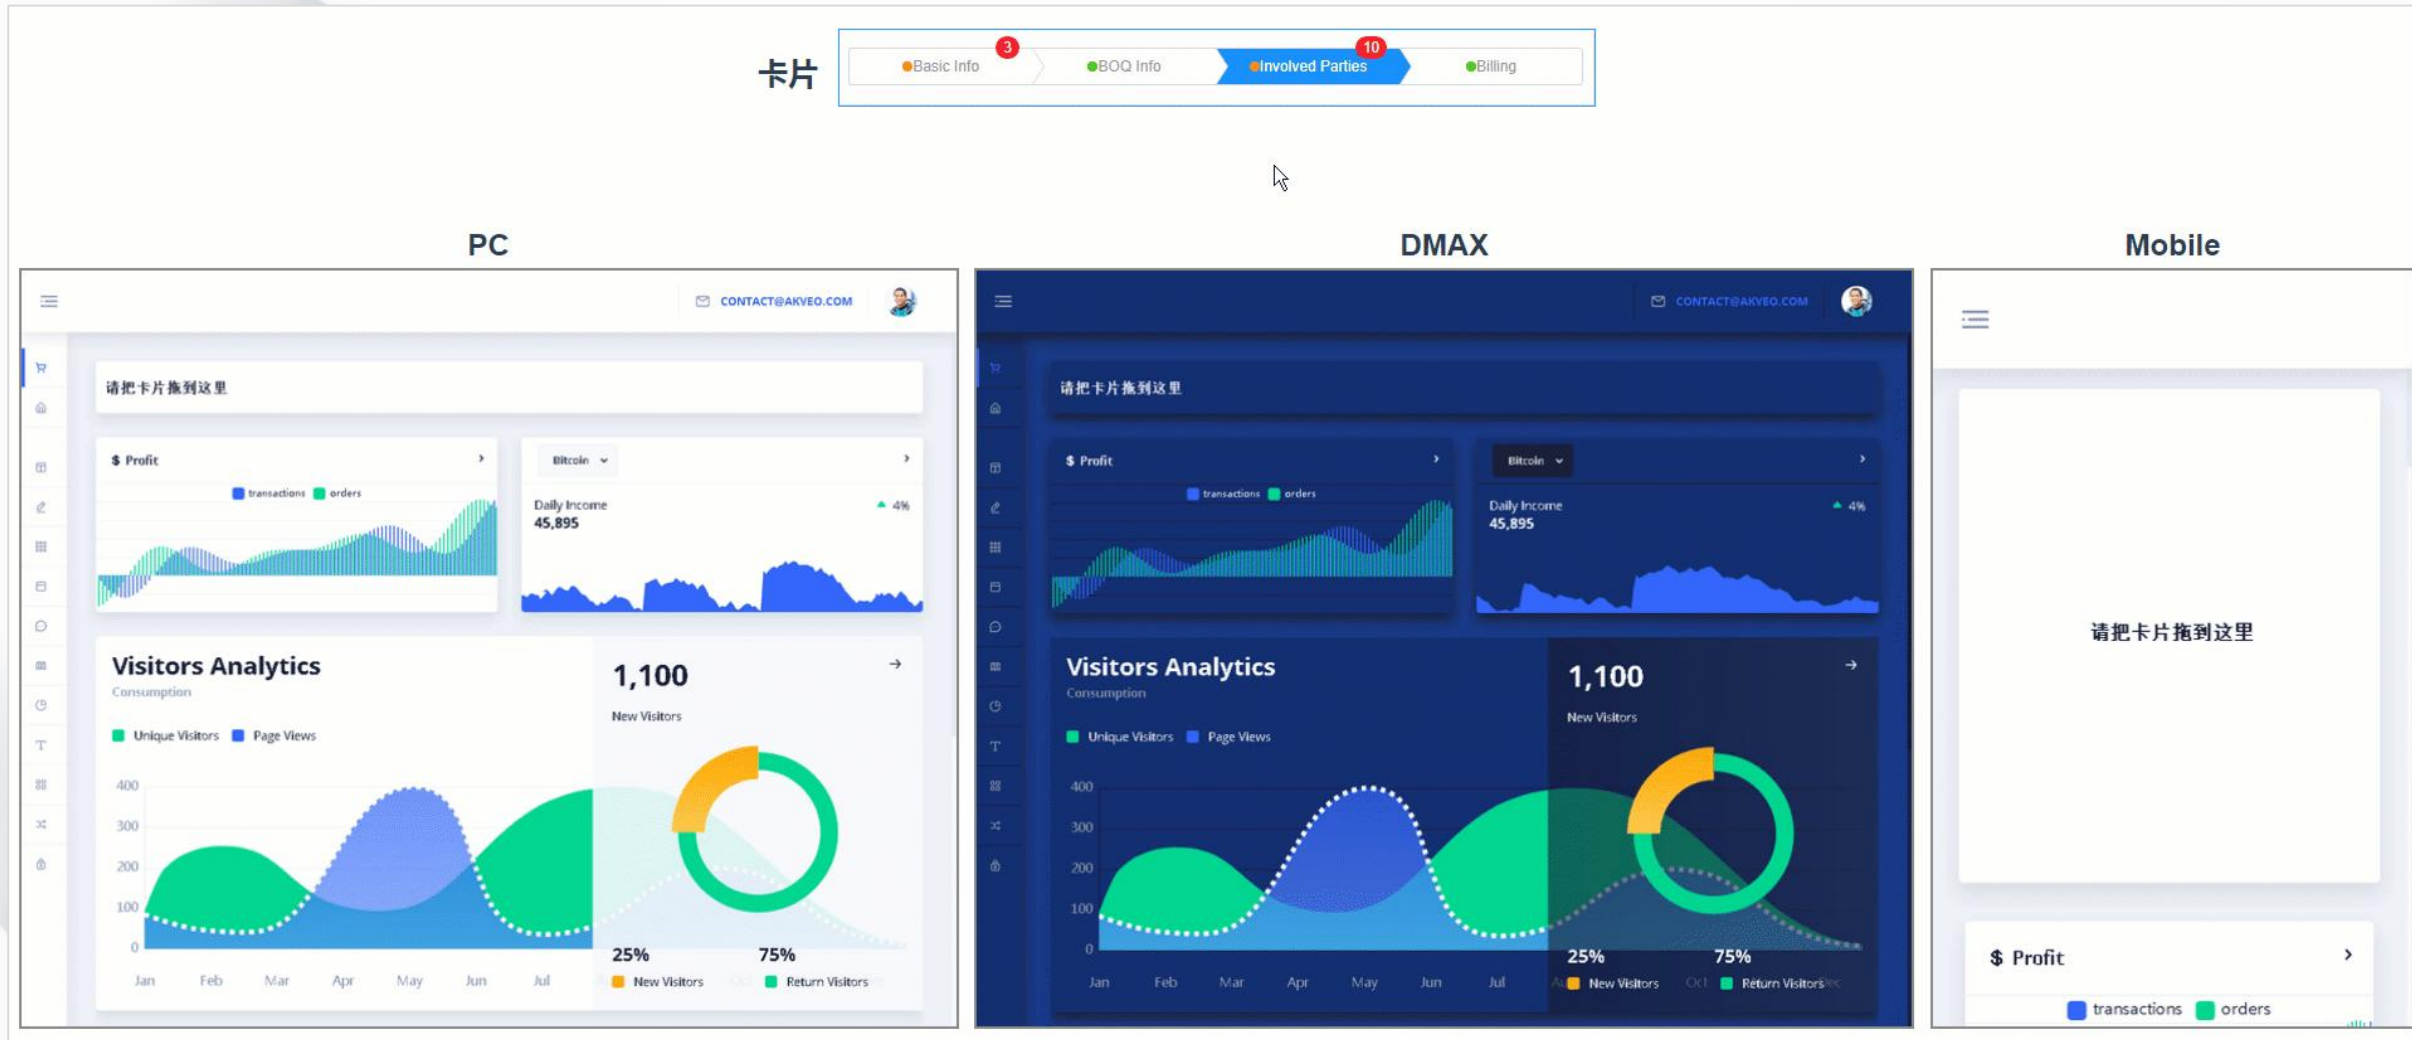 卡片
Basic Info
3
BOQ Info
Involved Parties
10
Billing
PC
CONTACT@AKVEO.COM
请把卡片拖到这里
$ Profit
transactions
orders
Bitcoin
Daily Income
45,895
4%
Visitors Analytics
Consumption
Unique Visitors
Page Views
400
300
200
100
0
Jan Feb Mar Apr May Jun Jul
1,100
New Visitors
25% 75%
New Visitors
Return Visitors
DMAX
CONTACT@AKVEO.COM
请把卡片拖到这里
$ Profit
transactions
orders
Bitcoin
Daily Income
45,895
4%
Visitors Analytics
Consumption
Unique Visitors
Page Views
400
300
200
100
0
Jan Feb Mar Apr May Jun Jul
Oct
1,100
New Visitors
25% 75%
New Visitors
Return Visitors
Mobile
请把卡片拖到这里
$ Profit
transactions
orders